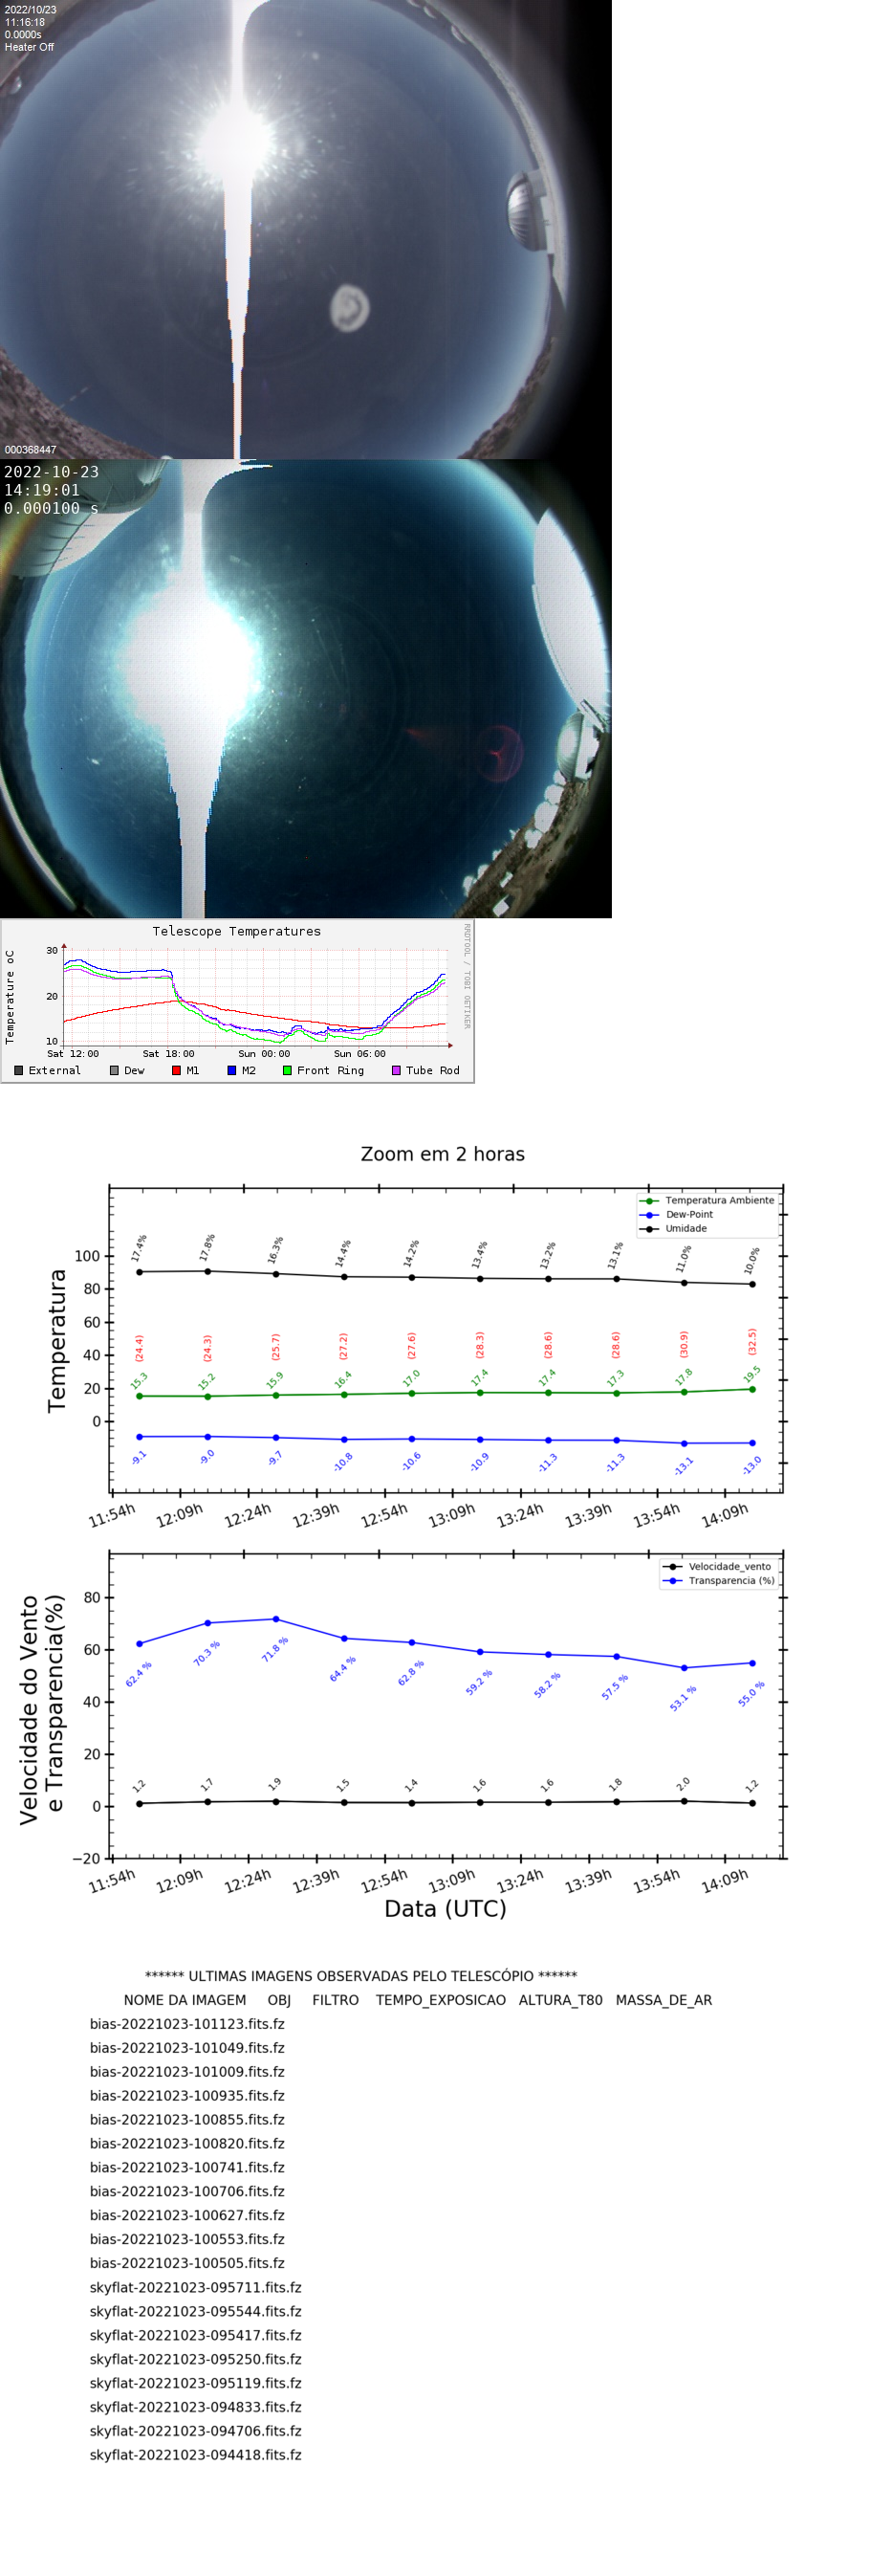 2022/10/23
11:16:18
0.0000s
Heater Off
000368447
2022-10-23
14:19:01
0.000100 s
Telescope Temperatures
RRDTOOL / TOBI OETIKER
Temperature oC
30
20
10
Sat 12:00 Sat 18:00 Sun 00:00 Sun 06:00
External Dew M1 M2 Front Ring Tube Rod
Zoom em 2 horas
Temperatura Ambiente
Dew-Point
Umidade
Temperatura
100
80
60
40
20
0
17.4% 17.8% 16.3% 14.4% 14.2% 13.4% 13.2% 13.1% 11.0% 10.0%
(24.4) (24.3) (25.7) (27.2) (27.6) (28.3) (28.6) (28.6) (30.9) (32.5)
15.3 15.2 15.9 16.4 17.0 17.4 17.4 17.3 17.8 19.5
-9.1 -9.0 -9.7 -10.8 -10.6 -10.9 -11.3 -11.3 -13.1 -13.0
11:54h 12:09h 12:24h 12:39h 12:54h 13:09h 13:24h 13:39h 13:54h 14:09h
Velocidade_vento
Transparencia (%)
Velocidade do Vento
e Transparencia(%)
80
60
40
20
0
−20
62.4 % 70.3 % 71.8 % 64.4 % 62.8 % 59.2 % 58.2 % 57.5 % 53.1 % 55.0 %
1.2 1.7 1.9 1.5 1.4 1.6 1.6 1.8 2.0 1.2
11:54h 12:09h 12:24h 12:39h 12:54h 13:09h 13:24h 13:39h 13:54h 14:09h
Data (UTC)
****** ULTIMAS IMAGENS OBSERVADAS PELO TELESCÓPIO ******
NOME DA IMAGEM OBJ FILTRO TEMPO_EXPOSICAO ALTURA_T80 MASSA_DE_AR
bias-20221023-101123.fits.fz
bias-20221023-101049.fits.fz
bias-20221023-101009.fits.fz
bias-20221023-100935.fits.fz
bias-20221023-100855.fits.fz
bias-20221023-100820.fits.fz
bias-20221023-100741.fits.fz
bias-20221023-100706.fits.fz
bias-20221023-100627.fits.fz
bias-20221023-100553.fits.fz
bias-20221023-100505.fits.fz
skyflat-20221023-095711.fits.fz
skyflat-20221023-095544.fits.fz
skyflat-20221023-095417.fits.fz
skyflat-20221023-095250.fits.fz
skyflat-20221023-095119.fits.fz
skyflat-20221023-094833.fits.fz
skyflat-20221023-094706.fits.fz
skyflat-20221023-094418.fits.fz